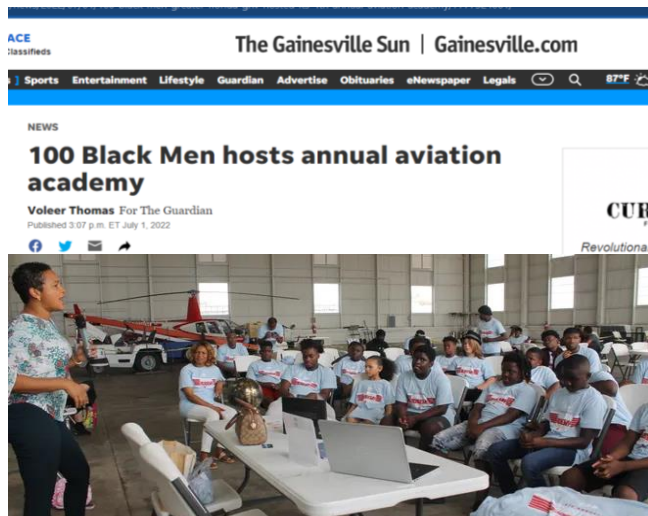 ACE
Classifieds
The Gainesville Sun | Gainesville.com
Sports Entertainment Lifestyle Guardian Advertise Obituaries eNewspaper Legals 87°F
NEWS
100 Black Men hosts annual aviation
academy
Voleer Thomas For The Guardian
Published 3:07 p.m. ET July 1, 2022
CUR
Revolutiona